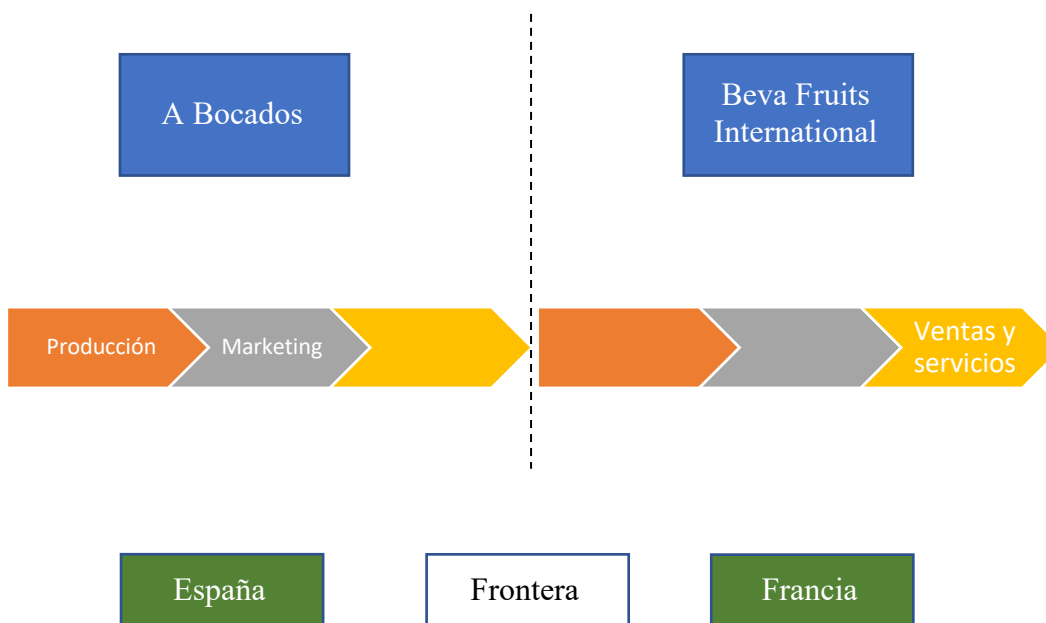 A Bocados
Beva Fruits
International
Producción
Marketing
Ventas y
servicios
España
Frontera
Francia